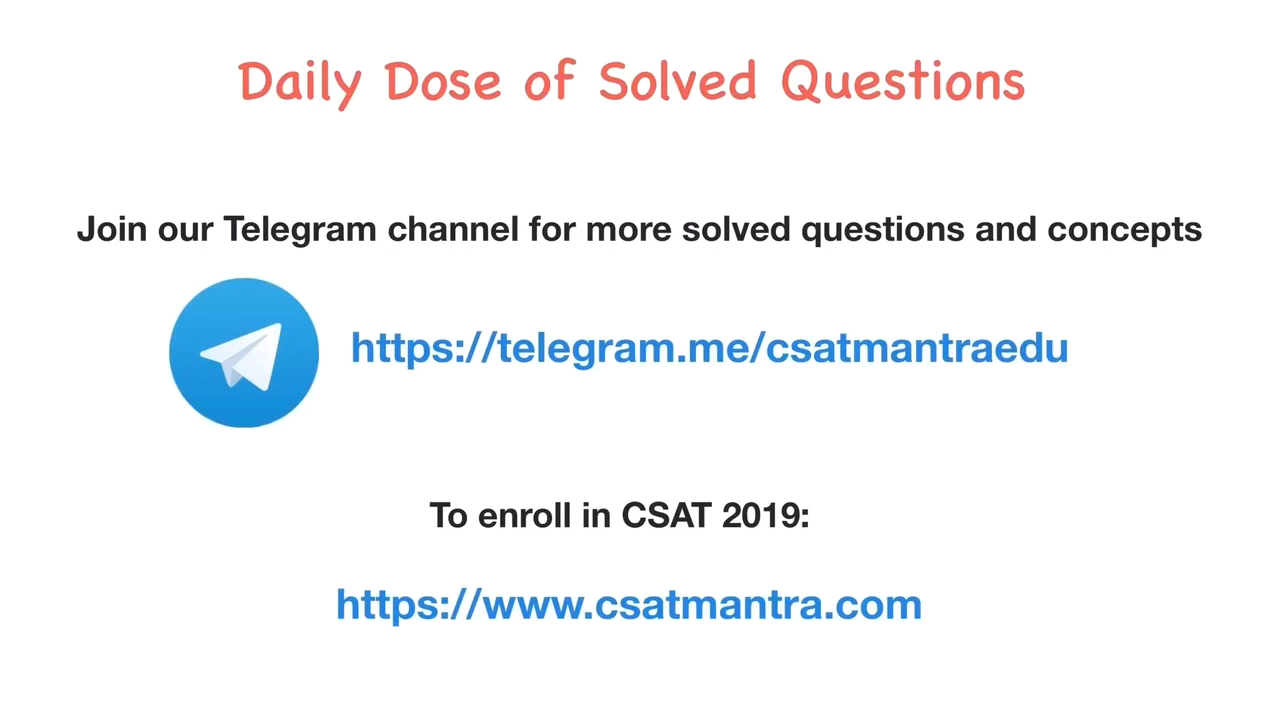 Daily Dose of Solved Questions
Join our Telegram channel for more solved questions and concepts
https://telegram.me/csatmantraedu
To enroll in CSAT 2019:
https://www.csatmantra.com